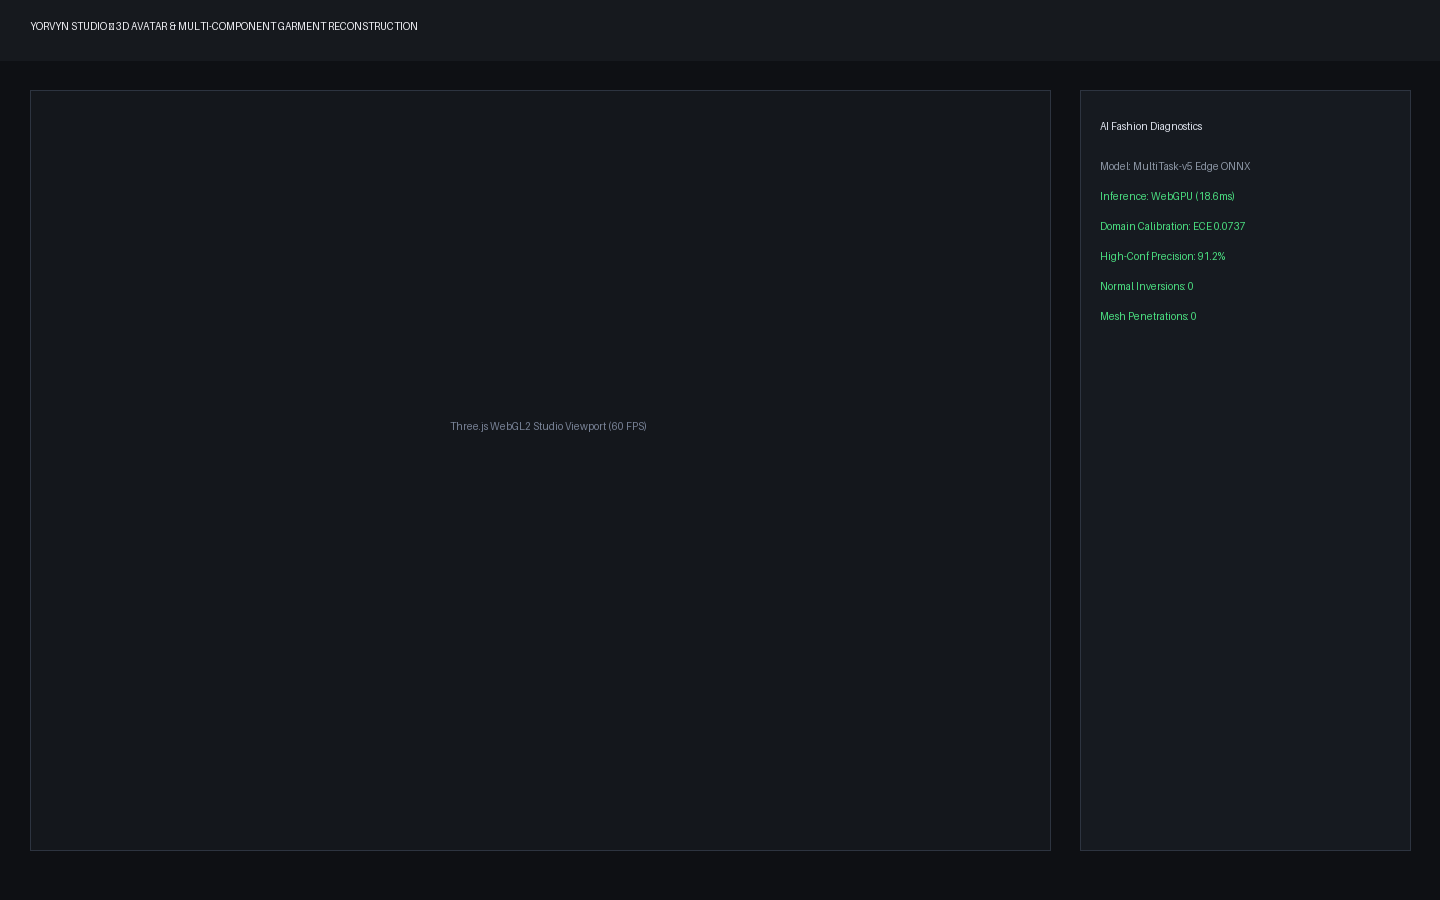 YORVYN STUDIO 3D AVATAR & MULTI-COMPONENT GARMENT RECONSTRUCTION
AI Fashion Diagnostics
Model: MultiTask-v5 Edge ONNX
Inference: WebGPU (18.6ms)
Domain Calibration: ECE 0.0737
High-Conf Precision: 91.2%
Normal Inversions: 0
Mesh Penetrations: 0
Three.js WebGL2 Studio Viewport (60 FPS)